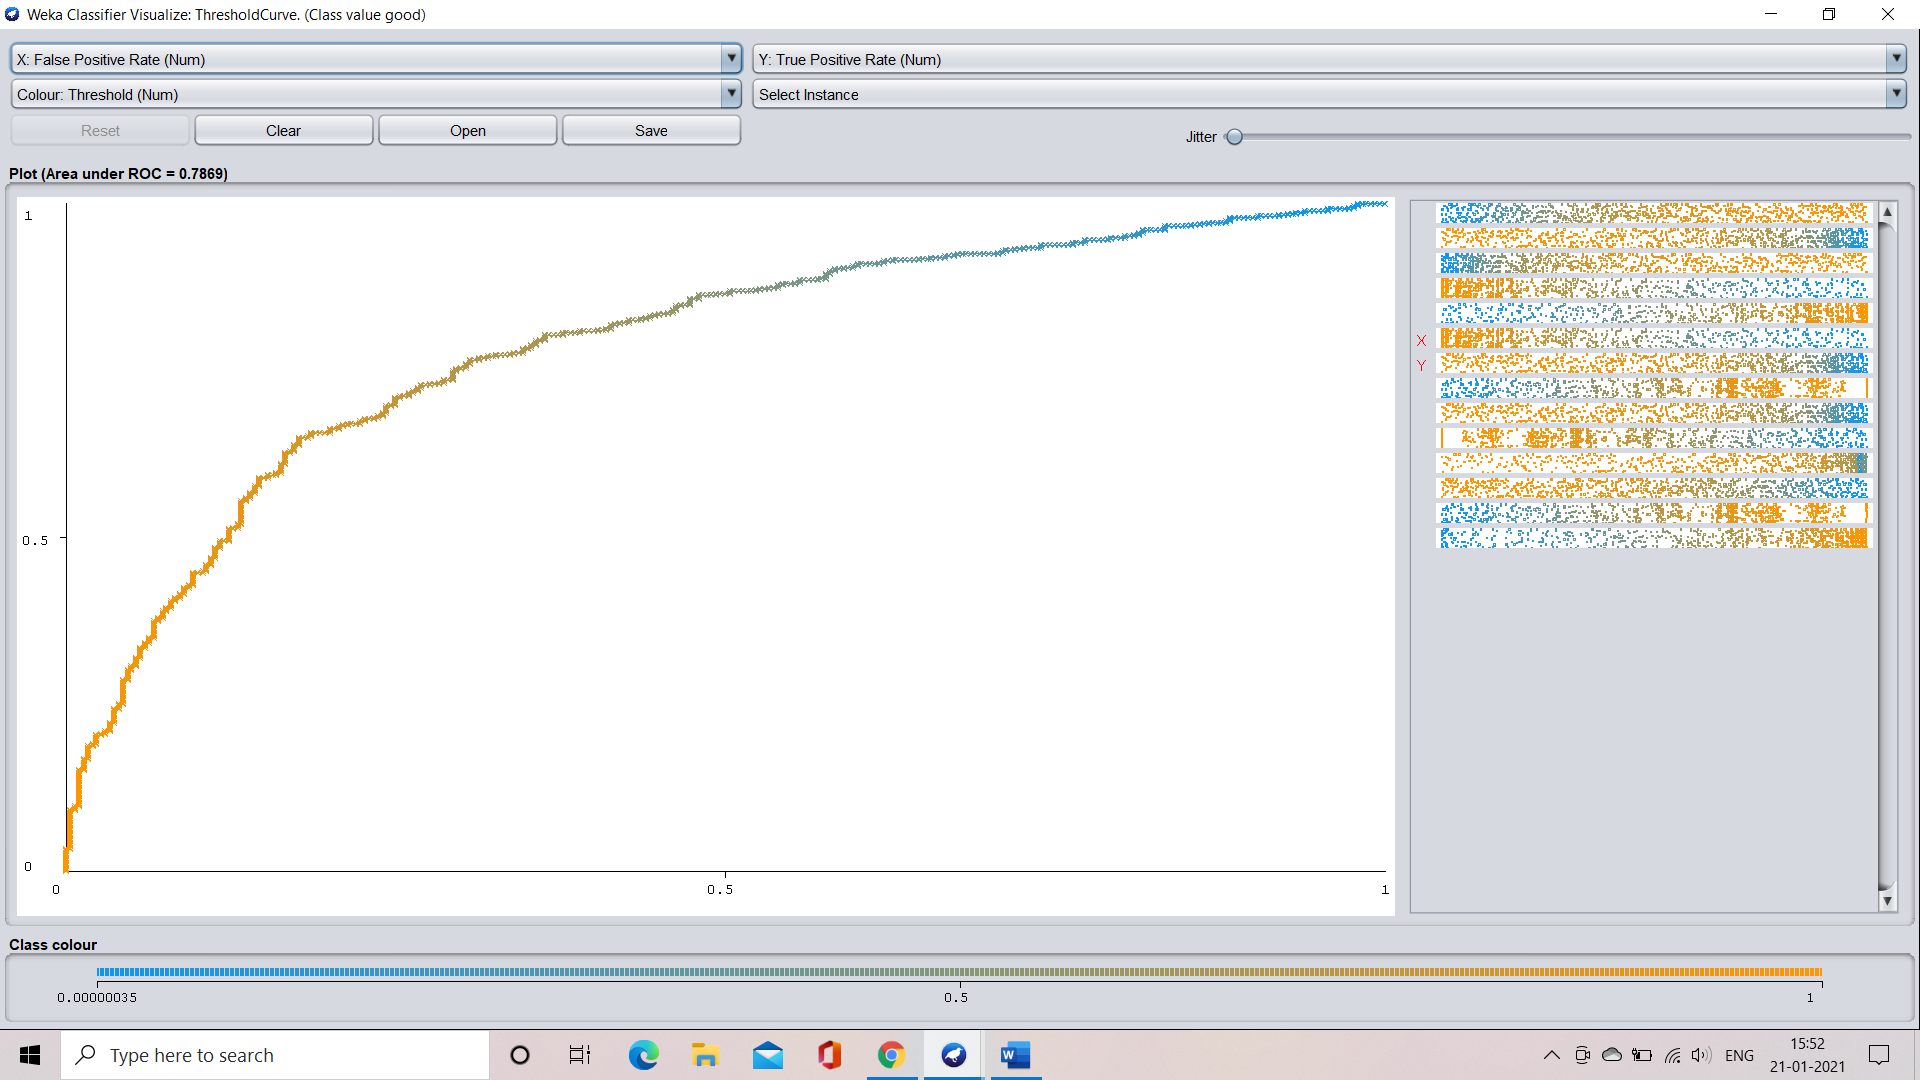 Weka Classifier Visualize: ThresholdCurve. (Class value good)
X: False Positive Rate (Num)
Y: True Positive Rate (Num)
Colour: Threshold (Num)
Select Instance
Reset
Clear
Open
Save
Jitter
Plot (Area under ROC = 0.7869)
1
0.5
0
0
0.5
1
X
Y
Class colour
0.00000035
0.5
1
Type here to search
W
ENG
15:52
21-01-2021